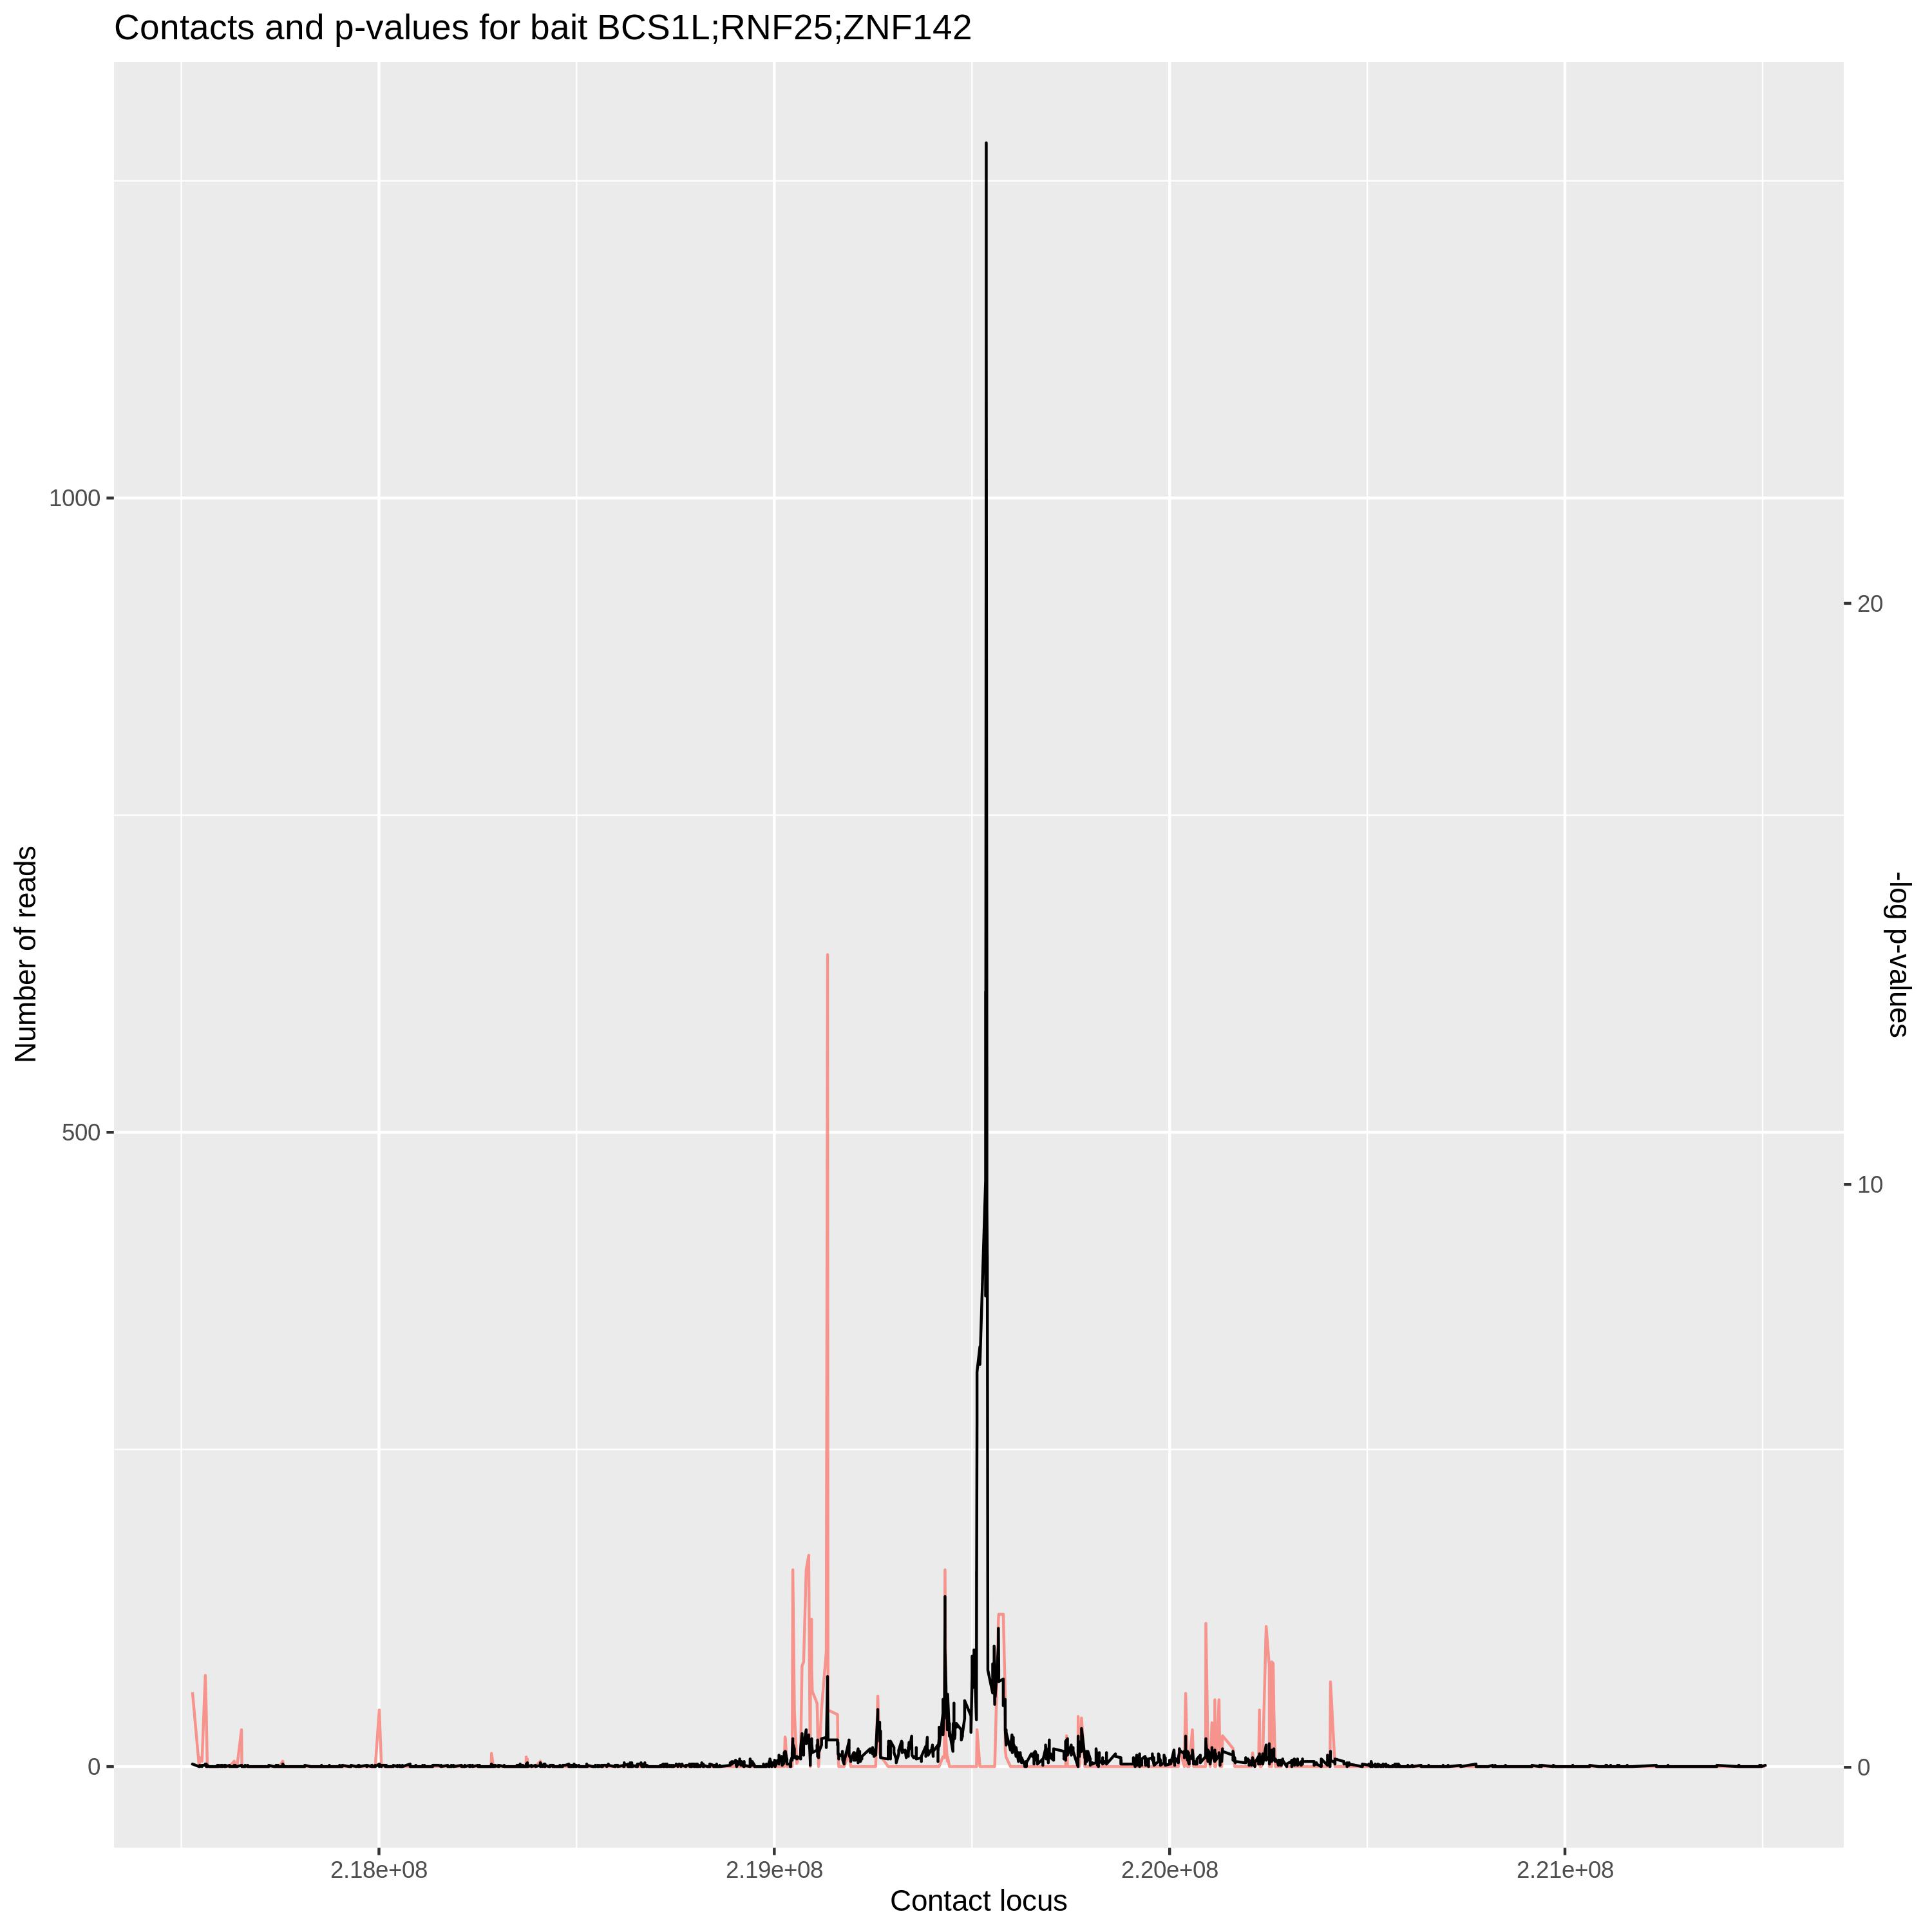 Contacts and p-values for bait BCS1L;RNF25;ZNF142
Number of reads
1000
500
0
20
10
0
-log p-values
2.18e+08
2.19e+08
2.20e+08
2.21e+08
Contact locus